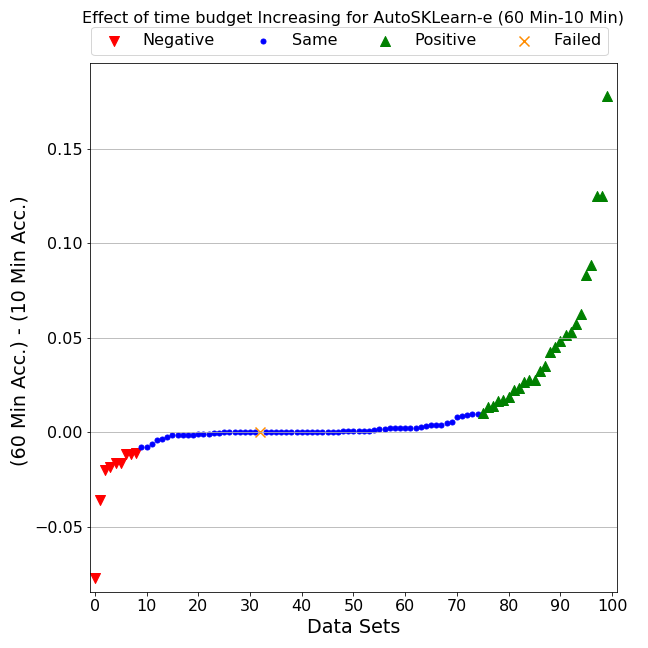 Effect of time budget Increasing for AutoSKLearn-e (60 Min-10 Min)
Negative Same Positive Failed
(60 Min Acc.) - (10 Min Acc.)
0.15
0.10
0.05
0.00
−0.05
0 10 20 30 40 50 60 70 80 90 100
Data Sets